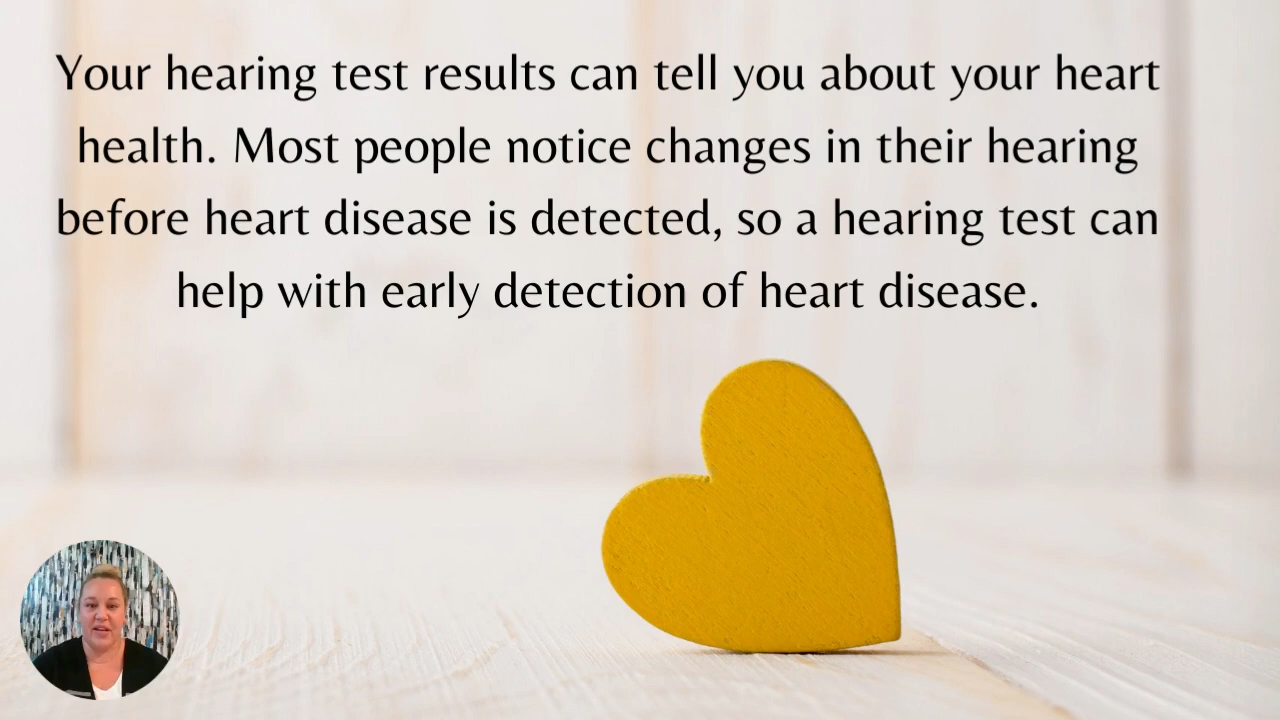 Your hearing test results can tell you about your heart
health. Most people notice changes in their hearing
before heart disease is detected, so a hearing test can
help with early detection of heart disease.